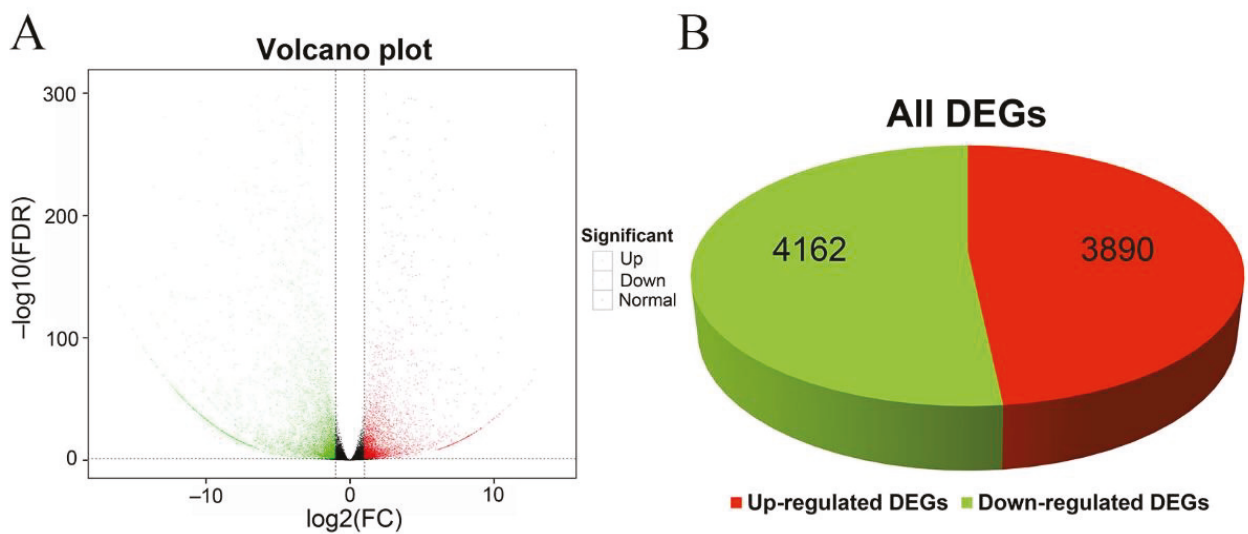 A
Volcano plot
300
200
100
0
–log10(FDR)
–10
0
10
log2(FC)
Significant
Up
Down
Normal
B
All DEGs
4162
3890
Up-regulated DEGs
Down-regulated DEGs